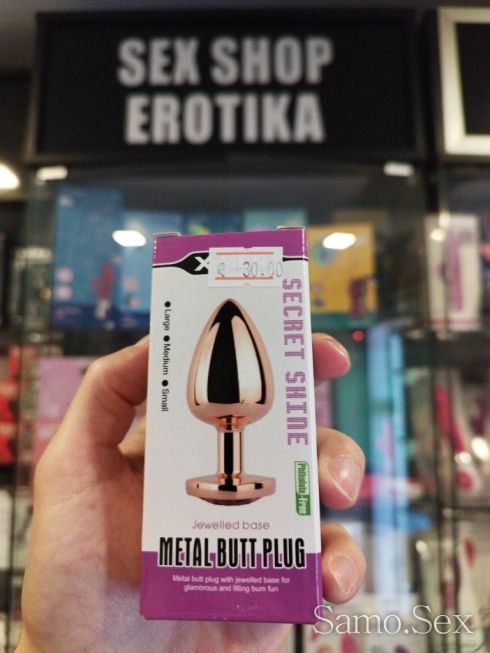 SEX SHOP
EROTIKA
X
30.00
SECRET SHINE
Large
Medium
Small
Phthalate-Free
Jewelled base
METAL BUTT PLUG
Metal butt plug with jewelled base for
glamorous and filling bum fun
Samo.Sex